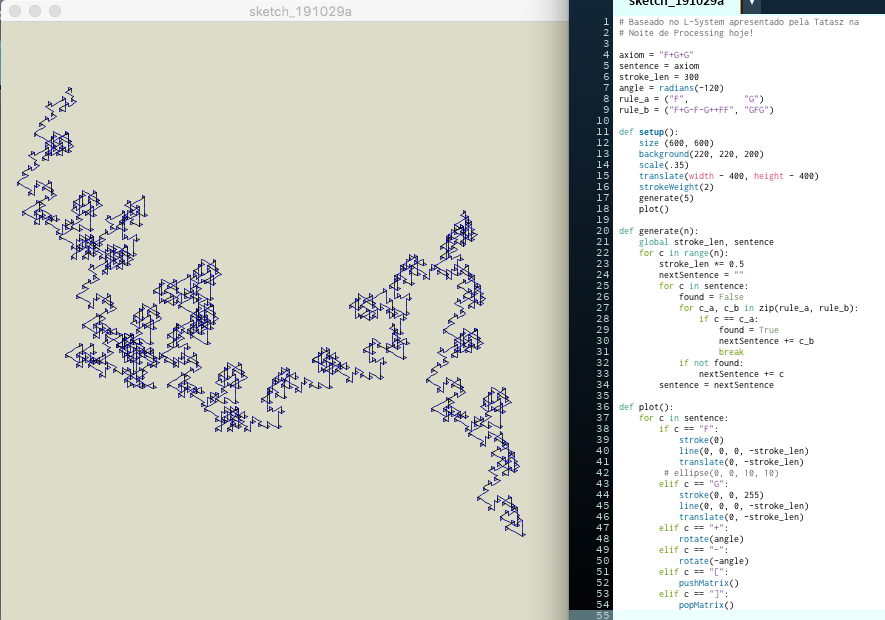 sketch_191029a
sketch_191029a ▼
1 # Baseado no L-System apresentado pela Tatasz na
2 # Noite de Processing hoje!
3
4 axiom = "F+G+G"
5 sentence = axiom
6 stroke_len = 300
7 angle = radians(-120)
8 rule_a = ("F",        "G")
9 rule_b = ("F+G-F-G++FF", "GFG")
10
11 def setup():
12     size (600, 600)
13     background(220, 220, 200)
14     scale(.35)
15     translate(width - 400, height - 400)
16     strokeWeight(2)
17     generate(5)
18     plot()
19
20 def generate(n):
21     global stroke_len, sentence
22     for c in range(n):
23         stroke_len *= 0.5
24         nextSentence = ""
25         for c in sentence:
26             found = False
27             for c_a, c_b in zip(rule_a, rule_b):
28                 if c == c_a:
29                     found = True
30                     nextSentence += c_b
31                     break
32             if not found:
33                 nextSentence += c
34         sentence = nextSentence
35
36 def plot():
37     for c in sentence:
38         if c == "F":
39             stroke(0)
40             line(0, 0, 0, -stroke_len)
41             translate(0, -stroke_len)
42          # ellipse(0, 0, 10, 10)
43         elif c == "G":
44             stroke(0, 0, 255)
45             line(0, 0, 0, -stroke_len)
46             translate(0, -stroke_len)
47         elif c == "+":
48             rotate(angle)
49         elif c == "-":
50             rotate(-angle)
51         elif c == "[":
52             pushMatrix()
53         elif c == "]":
54             popMatrix()
55